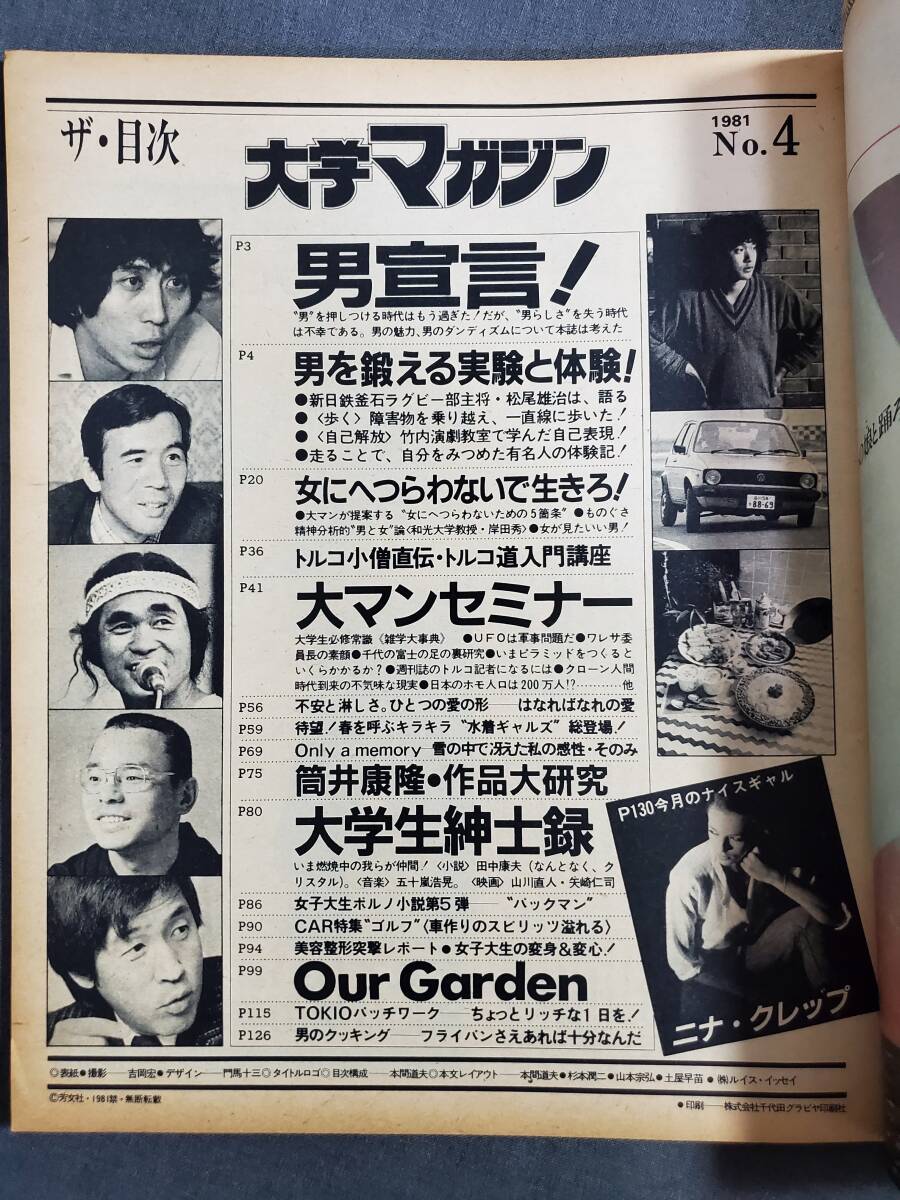 ザ・目次
大学マガジン
1981
No.4
P3
男宣言!
“男”を押しつける時代はもう過ぎた!だが、“男らしさ”を失う時代
は不幸である。男の魅力、男のダンディズムについて本誌は考えた
P4
男を鍛える実験と体験!
●新日鉄釜石ラグビー部主将・松尾雄治は、語る
●〈歩く〉障害物を乗り越え、一直線に歩いた!
●〈自己解放〉竹内演劇教室で学んだ自己表現!
●走ることで、自分をみつめた有名人の体験記!
P20
女にへつらわないで生きろ!
●大マンが提案する“女にへつらわないための5箇条”●ものぐさ
精神分析的“男と女”論〈和光大学教授・岸田秀〉●女が見たいい男!
P36
トルコ小僧直伝・トルコ道入門講座
P41
大マンセミナー
大学生必修常識《雑学大事典》 ●UFOは軍事問題だ●ワレサ委
員長の素顔●千代の富士の足の裏研究●いまピラミッドをつくると
いくらかかるか?●週刊誌のトルコ記者になるには●クローン人間
時代到来の不気味な現実●日本のホモ人口は200万人!?………他
P56
不安と淋しさ。ひとつの愛の形──はなればなれの愛
P59
待望!春を呼ぶキラキラ“水着ギャルズ”総登場!
P69
Only a memory─雪の中で冴えた私の感性・そのみ
P75
筒井康隆●作品大研究
P80
大学生紳士録
いま燃焼中の我らが仲間!〈小説〉田中康夫(なんとなく、ク
リスタル)。〈音楽〉五十嵐浩晃。〈映画〉山川直人・矢崎仁司
P86
女子大生ポルノ小説第5弾──“パックマン”
P90
CAR特集“ゴルフ”〈車作りのスピリッツ溢れる〉
P94
美容整形突撃レポート●女子大生の変身&変心!
P99
Our Garden
P115
TOKIOパッチワーク──ちょっとリッチな1日を!
P126
男のクッキング──フライパンさえあれば十分なんだ
88-69
P130今月のナイスギャル
ニナ・クレップ
◎表紙●撮影──吉岡宏●デザイン──門馬十三◎タイトルロゴ◎目次構成──本間道夫◎本文レイアウト──本間道夫●杉本潤二●山本宗弘●土屋早苗●㈱ルイス・イッセイ
©芳文社・1981禁・無断転載
●印刷──株式会社千代田グラビヤ印刷社